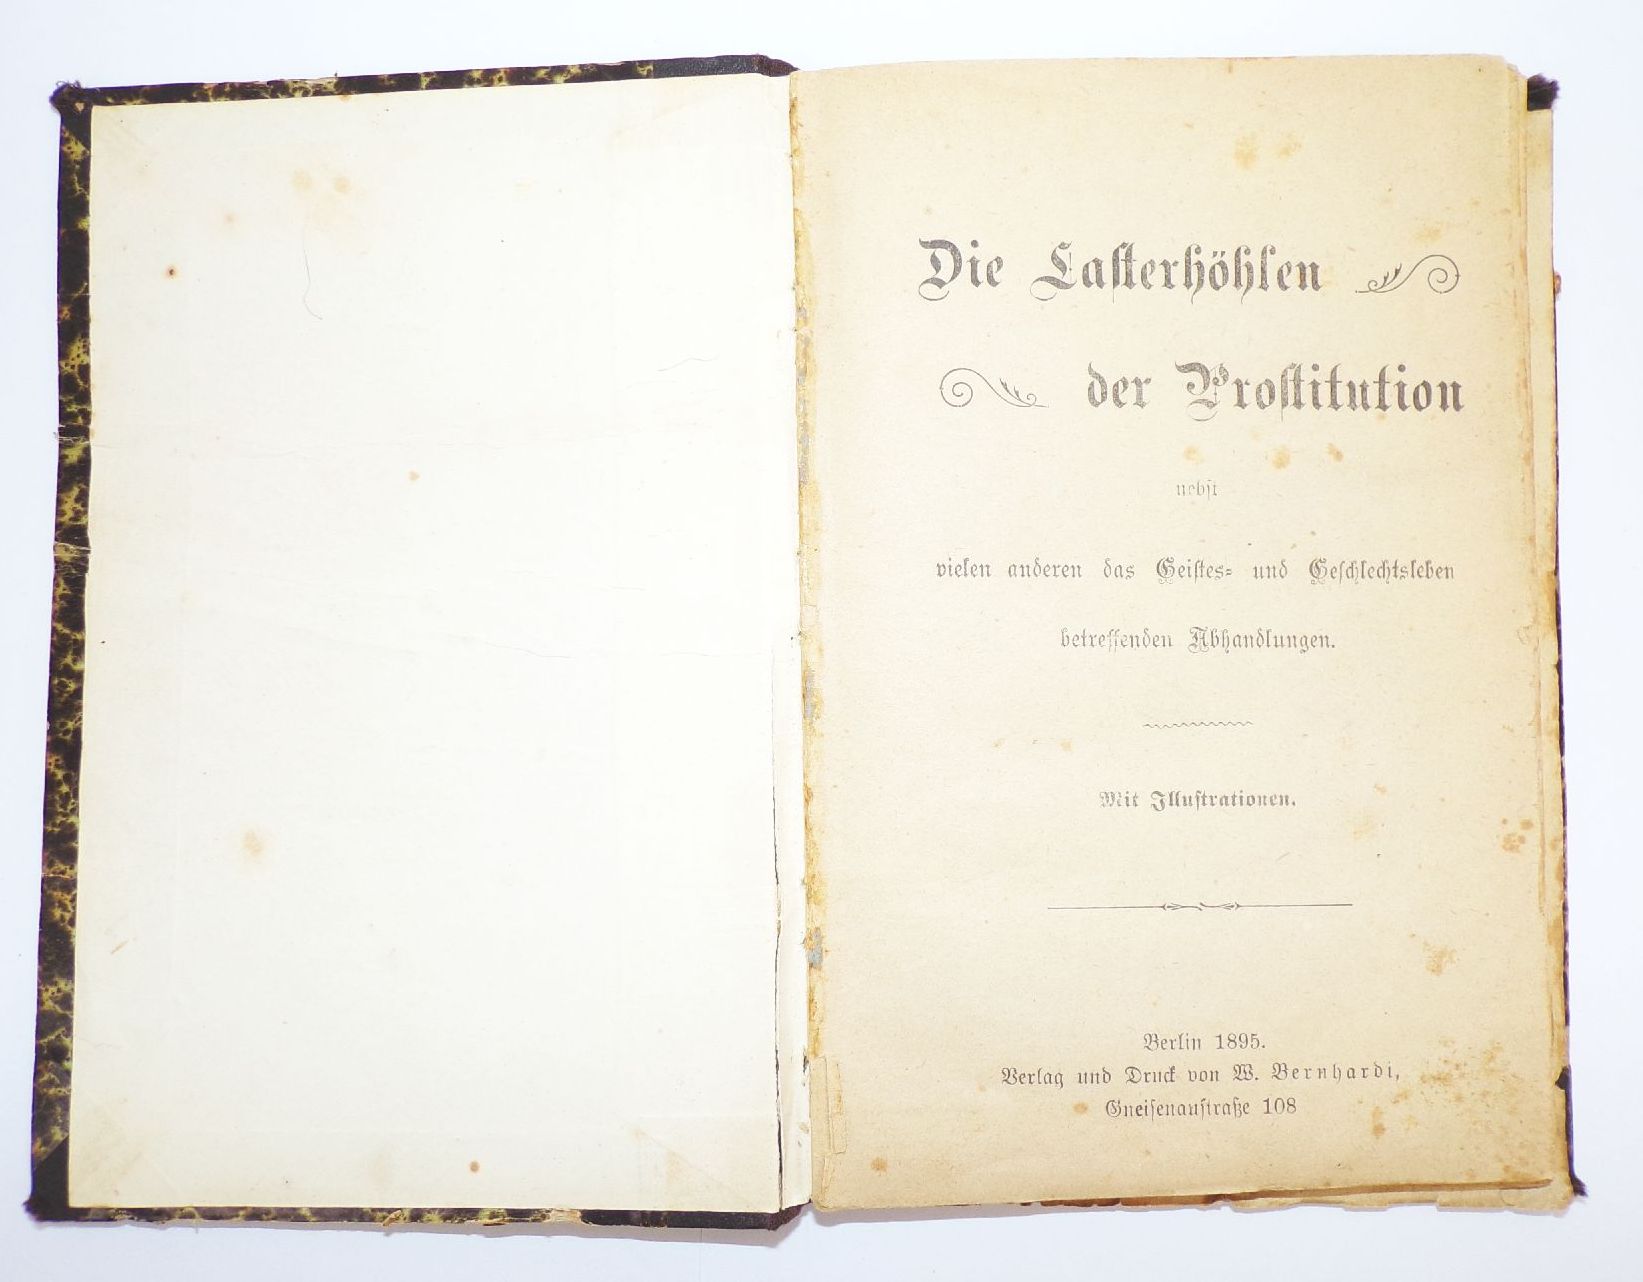 Die Laſterhöhlen
der Proſtitution
nebſt
vielen anderen das Geiſtes= und Geſchlechtsleben
betreffenden Abhandlungen.
Mit Illuſtrationen.
Berlin 1895.
Verlag und Druck von W. Bernhardi,
Gneiſenauſtraße 108